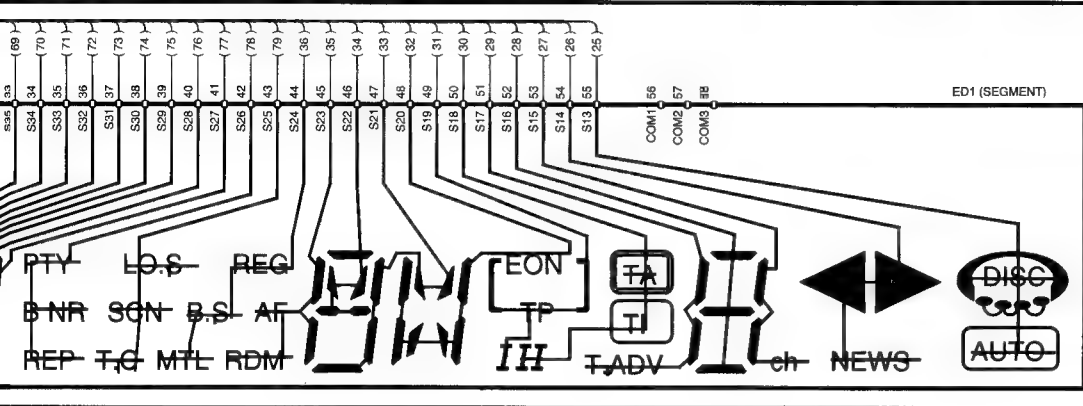 (69) (70) (71) (72) (73) (74) (75) (76) (77) (78) (79) (36) (35) (34) (33) (32) (31) (30) (29) (28) (27) (26) (25)
33 34 35 36 37 38 39 40 41 42 43 44 45 46 47 48 49 50 51 52 53 54 55 56 57
ED1 (SEGMENT)
S35 S34 S33 S32 S31 S30 S29 S28 S27 S26 S25 S24 S23 S22 S21 S20 S19 S18 S17 S16 S15 S14 S13 COM1 COM2 COM3
PTY LO.S REG EON TA DISC
B NR SCN B.S AF TP TI
REP T.C MTL RDM IH T.ADV ch NEWS AUTO